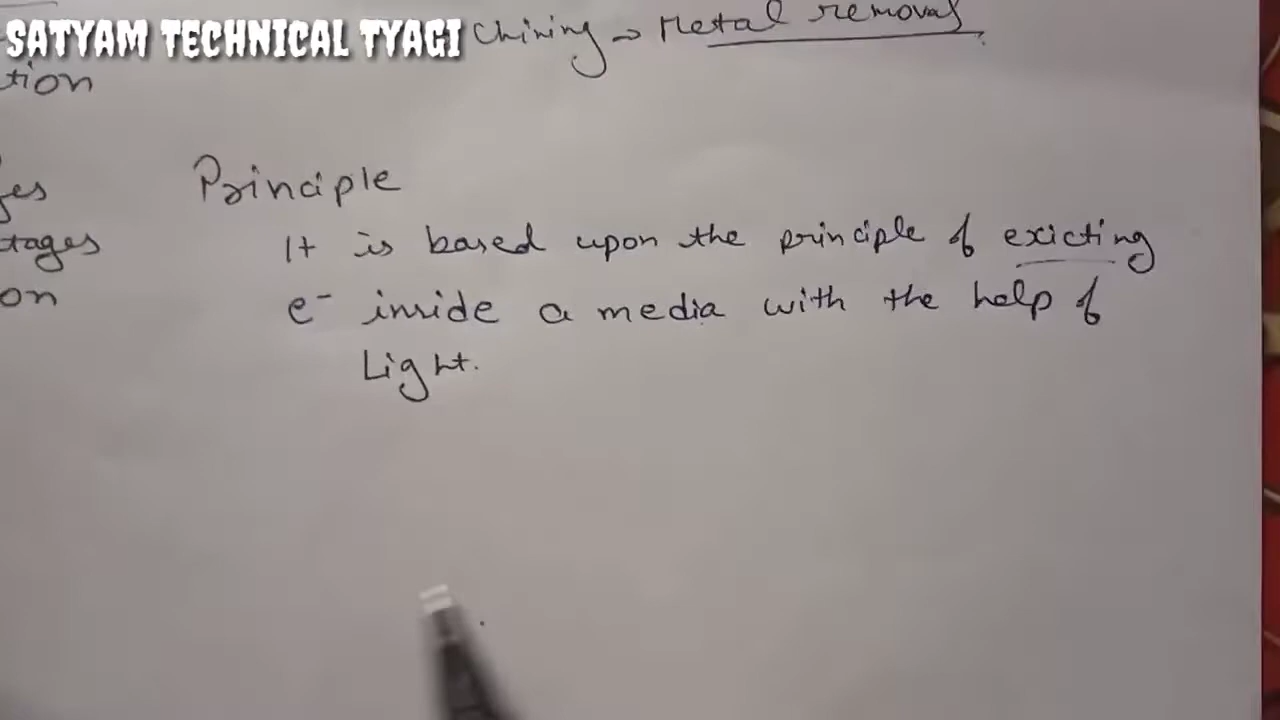 SATYAM TECHNICAL TYAGI chining → Metal removal
tion
ges
tages
on
Principle
It is based upon the principle of exicting
e⁻ inside a media with the help of
Light.